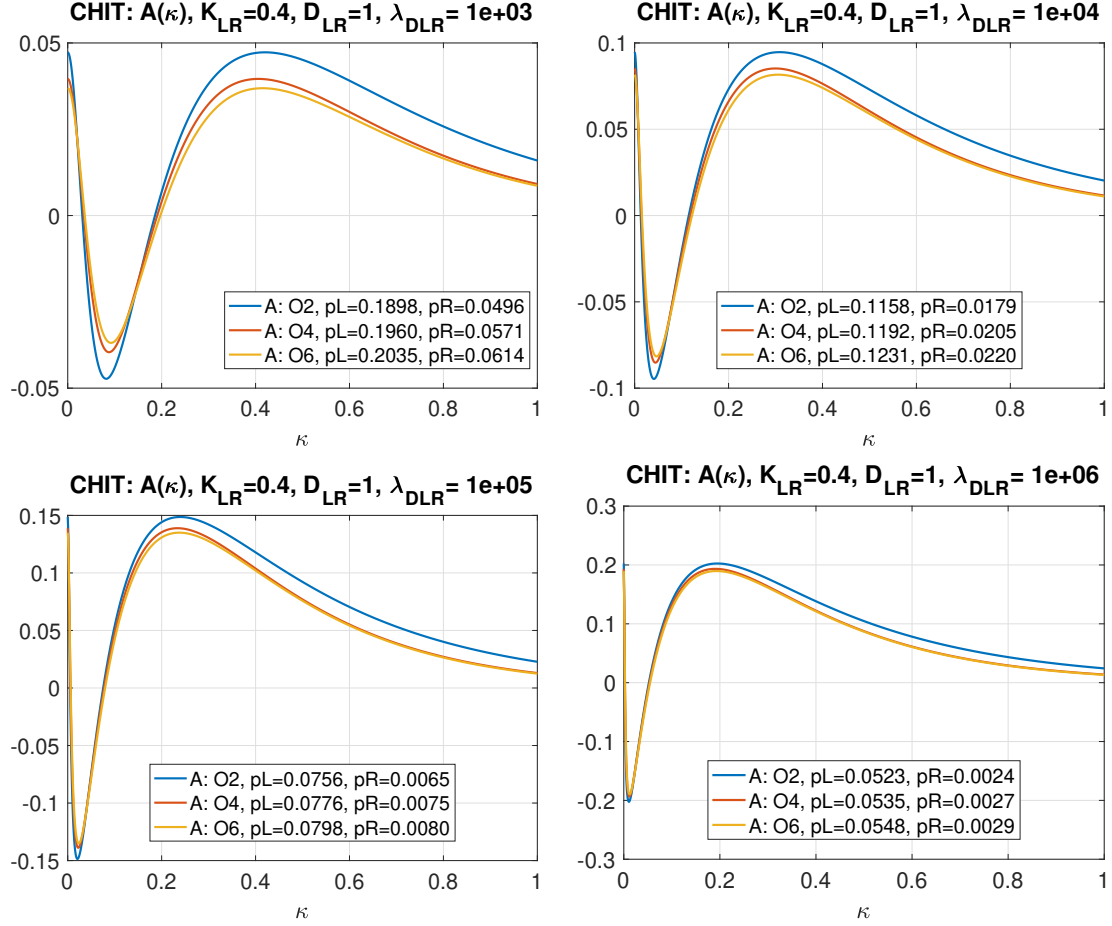 CHIT: A(κ), K_LR=0.4, D_LR=1, λ_DLR= 1e+03
0.05
0
-0.05
A: O2, pL=0.1898, pR=0.0496
A: O4, pL=0.1960, pR=0.0571
A: O6, pL=0.2035, pR=0.0614
0 0.2 0.4 0.6 0.8 1
κ
CHIT: A(κ), K_LR=0.4, D_LR=1, λ_DLR= 1e+04
0.1
0.05
0
-0.05
-0.1
A: O2, pL=0.1158, pR=0.0179
A: O4, pL=0.1192, pR=0.0205
A: O6, pL=0.1231, pR=0.0220
0 0.2 0.4 0.6 0.8 1
κ
CHIT: A(κ), K_LR=0.4, D_LR=1, λ_DLR= 1e+05
0.15
0.1
0.05
0
-0.05
-0.1
-0.15
A: O2, pL=0.0756, pR=0.0065
A: O4, pL=0.0776, pR=0.0075
A: O6, pL=0.0798, pR=0.0080
0 0.2 0.4 0.6 0.8 1
κ
CHIT: A(κ), K_LR=0.4, D_LR=1, λ_DLR= 1e+06
0.3
0.2
0.1
0
-0.1
-0.2
-0.3
A: O2, pL=0.0523, pR=0.0024
A: O4, pL=0.0535, pR=0.0027
A: O6, pL=0.0548, pR=0.0029
0 0.2 0.4 0.6 0.8 1
κ